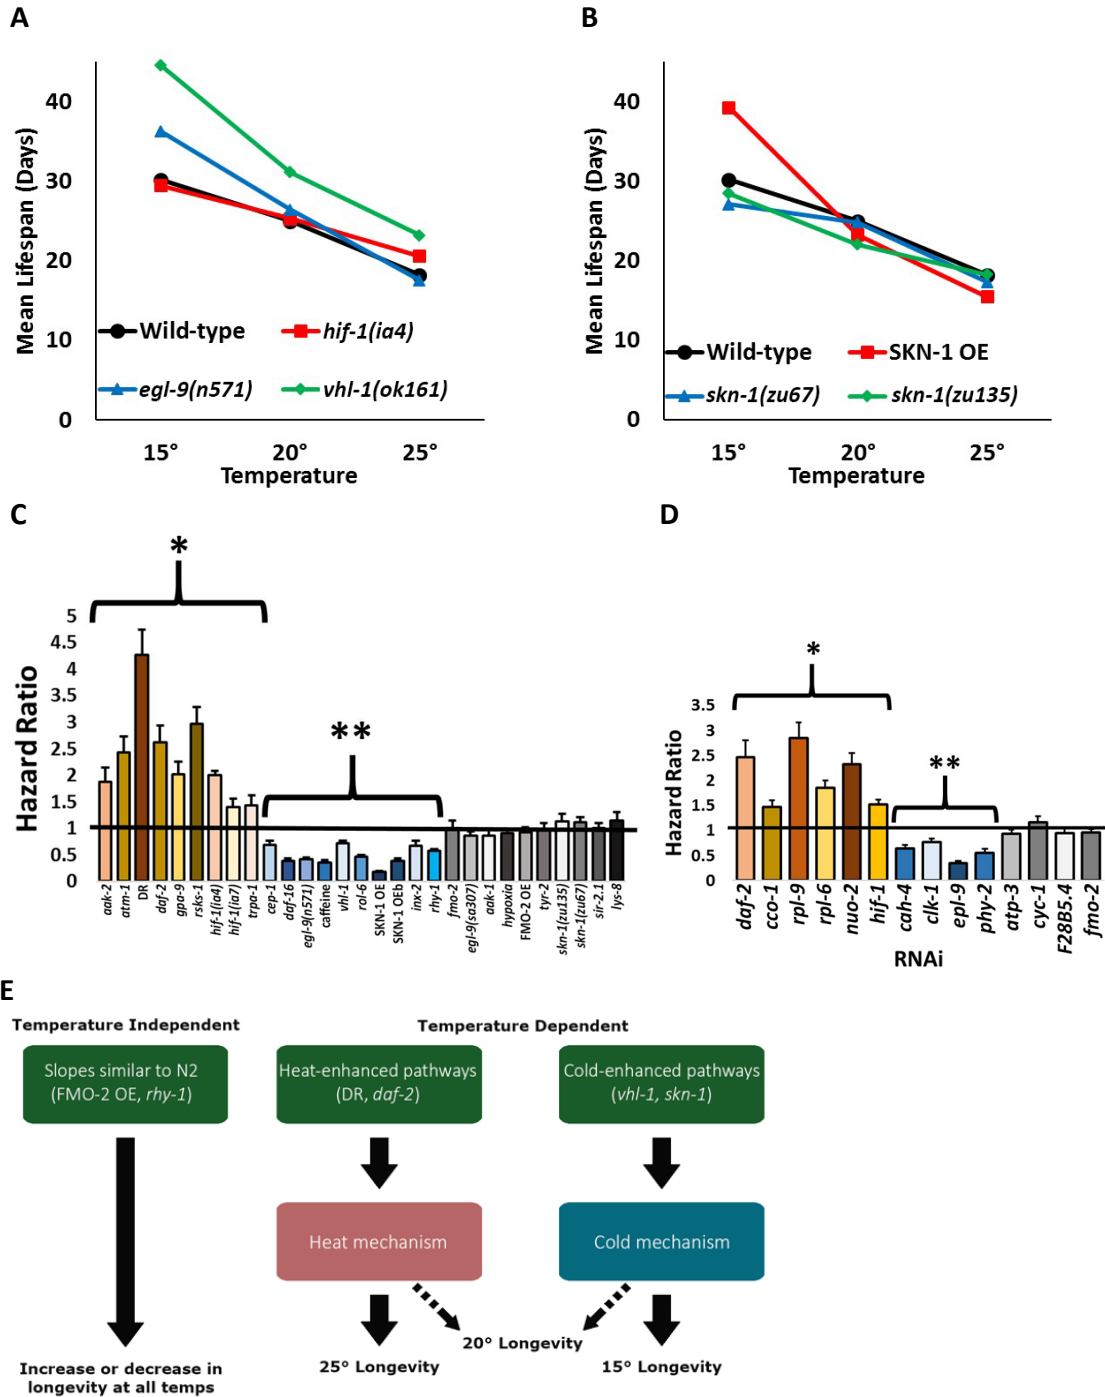 A
Mean Lifespan (Days)
40
30
20
10
0
Wild-type
hif-1(ia4)
egl-9(n571)
vhl-1(ok161)
15°
20°
25°
Temperature
B
Mean Lifespan (Days)
40
30
20
10
0
Wild-type
SKN-1 OE
skn-1(zu67)
skn-1(zu135)
15°
20°
25°
Temperature
C
Hazard Ratio
5
4.5
4
3.5
3
2.5
2
1.5
1
0.5
0
*
**
aak-2
atm-1
DR
daf-2
gpa-9
rsks-1
hif-1(ia4)
hif-1(ia7)
trpa-1
cep-1
daf-16
egl-9(n571)
caffeine
vhl-1
rol-6
SKN-1 OE
SKN-1 OEb
inx-2
rhy-1
fmo-2
egl-9(sa307)
aak-1
hypoxia
FMO-2 OE
tyr-2
skn-1(zu135)
skn-1(zu67)
sir-2.1
lys-8
D
Hazard Ratio
3.5
3
2.5
2
1.5
1
0.5
0
*
**
daf-2
cco-1
rpl-9
rpl-6
nuo-2
hif-1
cah-4
clk-1
epl-9
phy-2
atp-3
cyc-1
F28B5.4
fmo-2
RNAi
E
Temperature Independent
Temperature Dependent
Slopes similar to N2
(FMO-2 OE, rhy-1)
Heat-enhanced pathways
(DR, daf-2)
Cold-enhanced pathways
(vhl-1, skn-1)
Heat mechanism
Cold mechanism
20° Longevity
Increase or decrease in
longevity at all temps
25° Longevity
15° Longevity